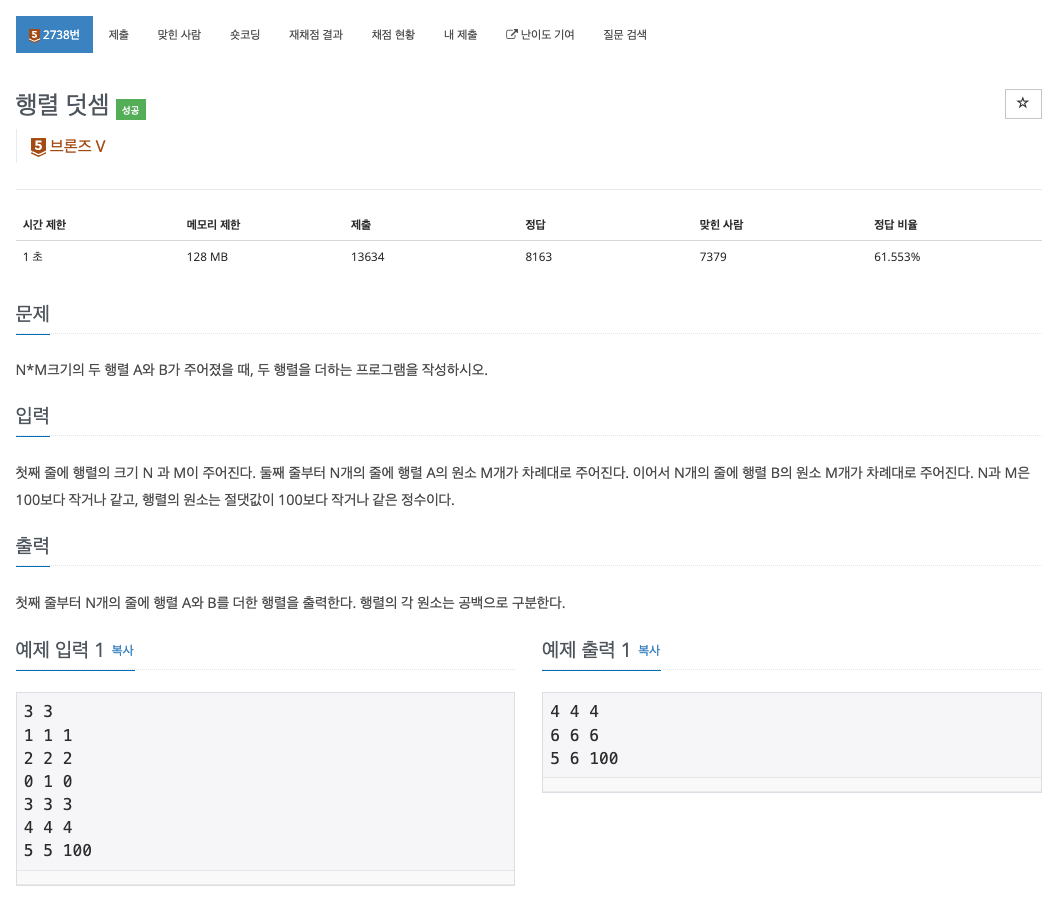 5 2738번 제출 맞힌 사람 숏코딩 재채점 결과 채점 현황 내 제출 난이도 기여 질문 검색
행렬 덧셈 성공
5 브론즈 V
시간 제한 메모리 제한 제출 정답 맞힌 사람 정답 비율
1 초 128 MB 13634 8163 7379 61.553%
문제
N*M크기의 두 행렬 A와 B가 주어졌을 때, 두 행렬을 더하는 프로그램을 작성하시오.
입력
첫째 줄에 행렬의 크기 N 과 M이 주어진다. 둘째 줄부터 N개의 줄에 행렬 A의 원소 M개가 차례대로 주어진다. 이어서 N개의 줄에 행렬 B의 원소 M개가 차례대로 주어진다. N과 M은
100보다 작거나 같고, 행렬의 원소는 절댓값이 100보다 작거나 같은 정수이다.
출력
첫째 줄부터 N개의 줄에 행렬 A와 B를 더한 행렬을 출력한다. 행렬의 각 원소는 공백으로 구분한다.
예제 입력 1 복사
3 3
1 1 1
2 2 2
0 1 0
3 3 3
4 4 4
5 5 100
예제 출력 1 복사
4 4 4
6 6 6
5 6 100